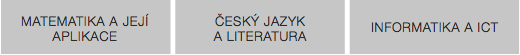 MATEMATIKA A JEJÍ
APLIKACE
ČESKÝ JAZYK
A LITERATURA
INFORMATIKA A ICT